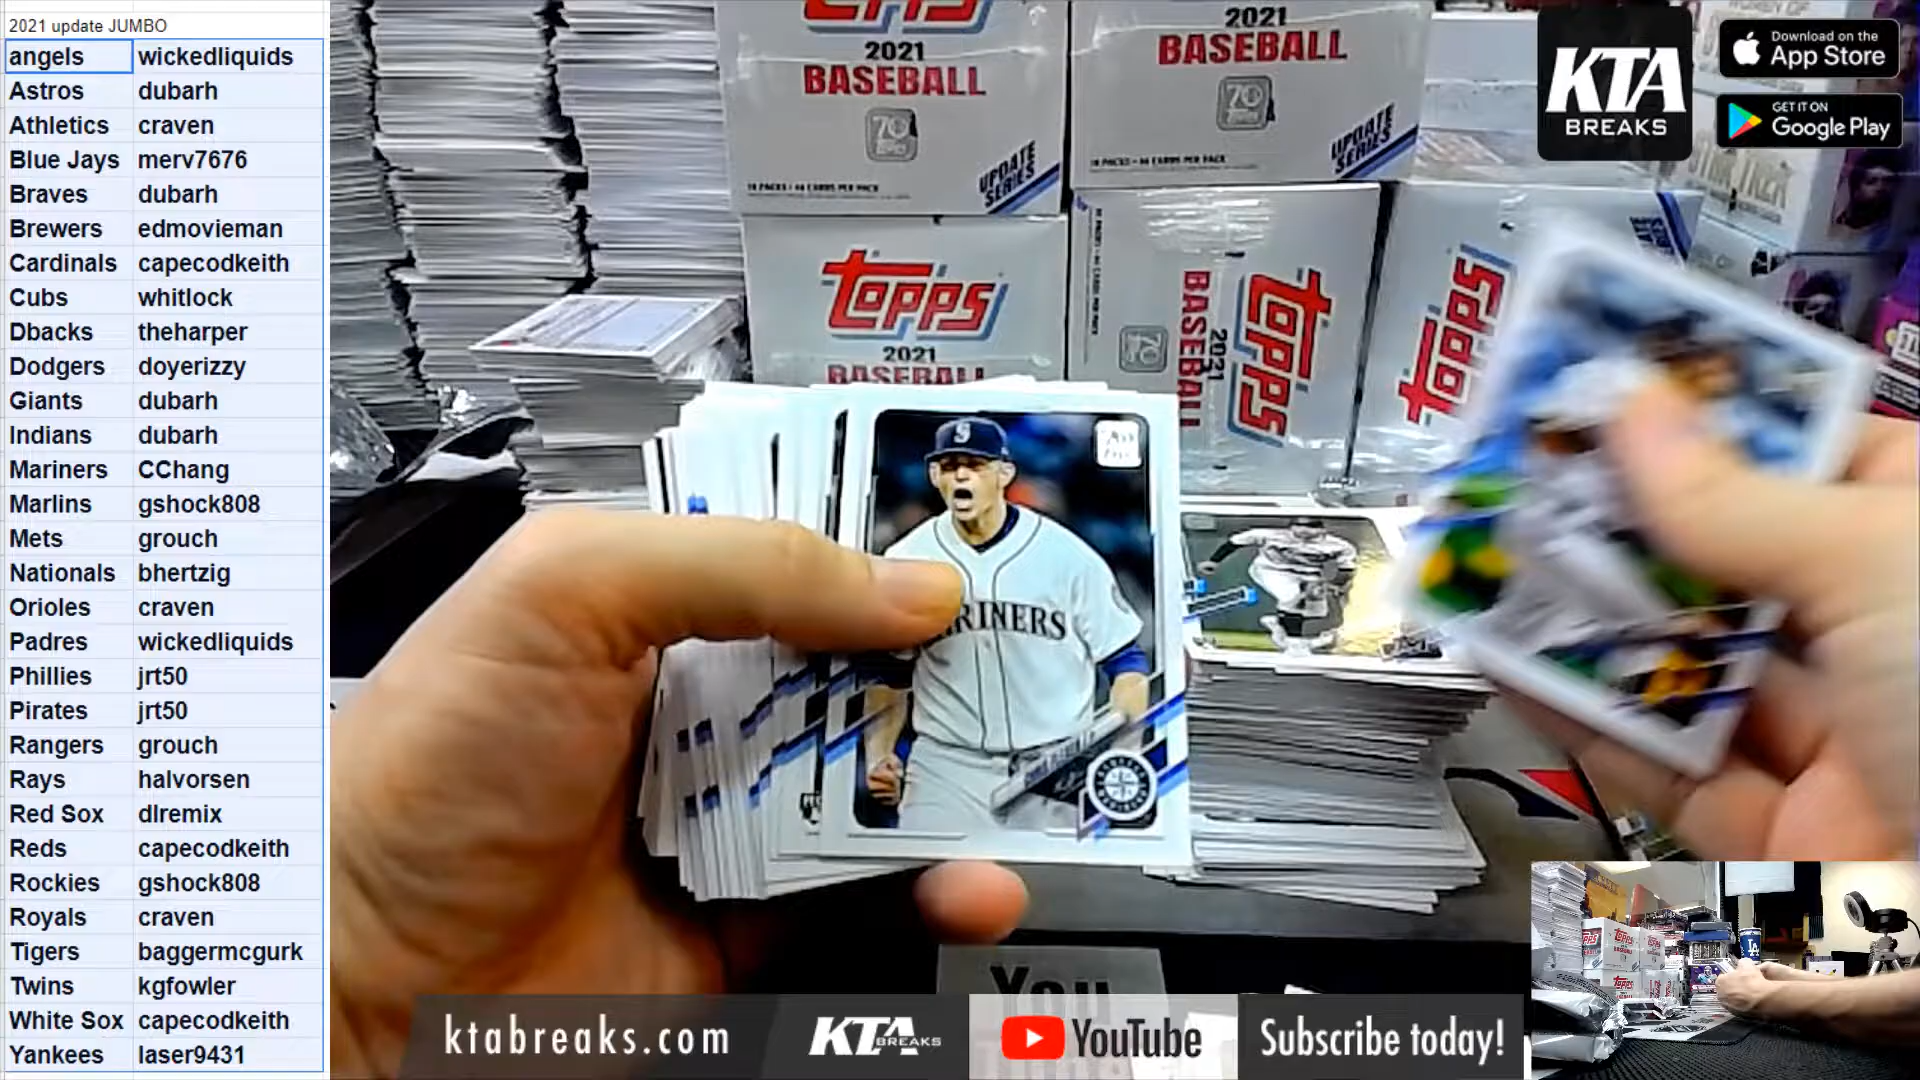 2021 update JUMBO
angels wickedliquids
Astros dubarh
Athletics craven
Blue Jays merv7676
Braves dubarh
Brewers edmovieman
Cardinals capecodkeith
Cubs whitlock
Dbacks theharper
Dodgers doyerizzy
Giants dubarh
Indians dubarh
Mariners CChang
Marlins gshock808
Mets grouch
Nationals bhertzig
Orioles craven
Padres wickedliquids
Phillies jrt50
Pirates jrt50
Rangers grouch
Rays halvorsen
Red Sox dlremix
Reds capecodkeith
Rockies gshock808
Royals craven
Tigers baggermcgurk
Twins kgfowler
White Sox capecodkeith
Yankees laser9431
2021
BASEBALL
70
UPDATE
SERIES
2021
BASEBALL
70
UPDATE
SERIES
TOPPS
2021
BASEBALL
TOPPS
2021
BASEBALL
70
TOPPS
KTA
BREAKS
Download on the
App Store
GET IT ON
Google Play
RINERS
You
ktabreaks.com
KTA
BREAKS
YouTube
Subscribe today!